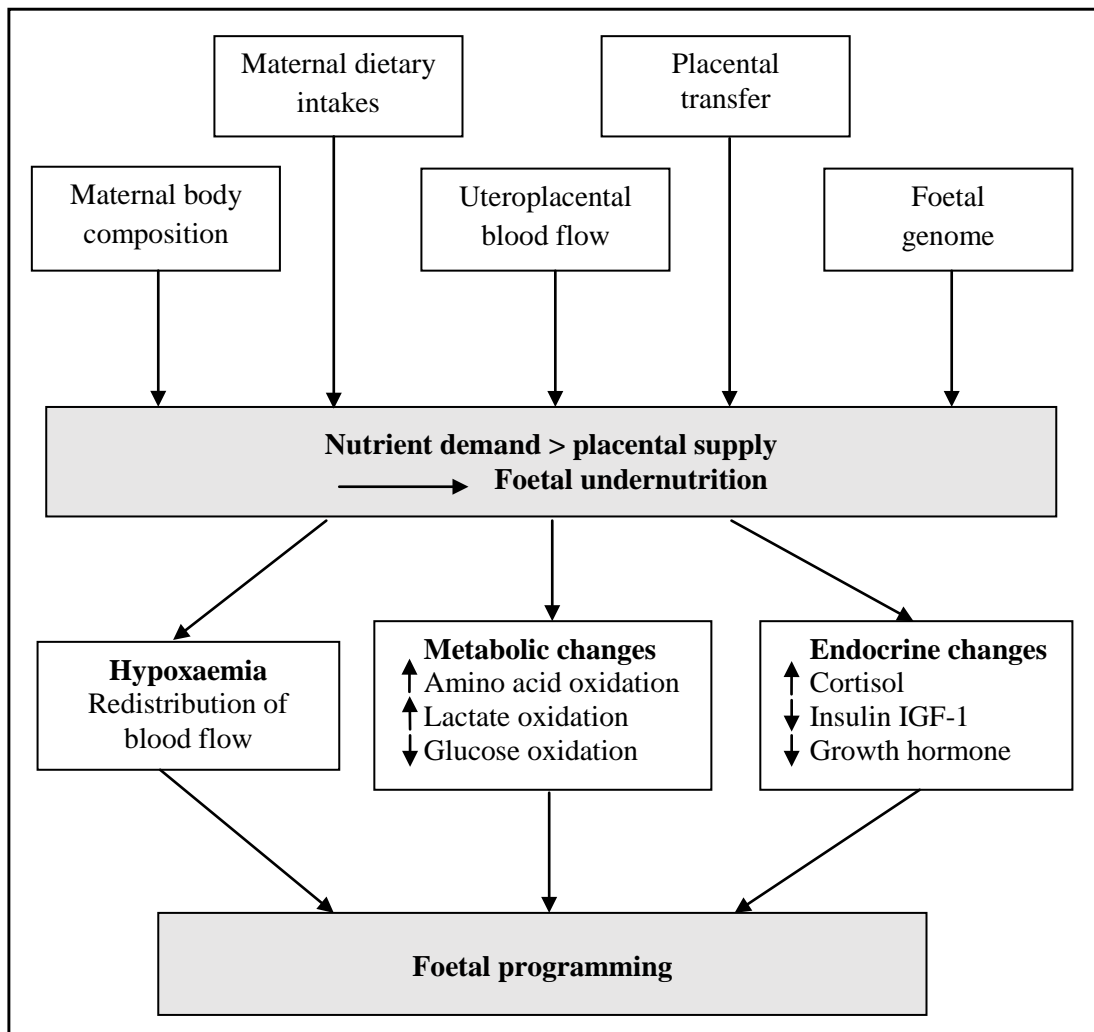 Maternal dietary
intakes
Placental
transfer
Maternal body
composition
Uteroplacental
blood flow
Foetal
genome
Nutrient demand > placental supply
Foetal undernutrition
Hypoxaemia
Redistribution of
blood flow
Metabolic changes
Amino acid oxidation
Lactate oxidation
Glucose oxidation
Endocrine changes
Cortisol
Insulin IGF-1
Growth hormone
Foetal programming